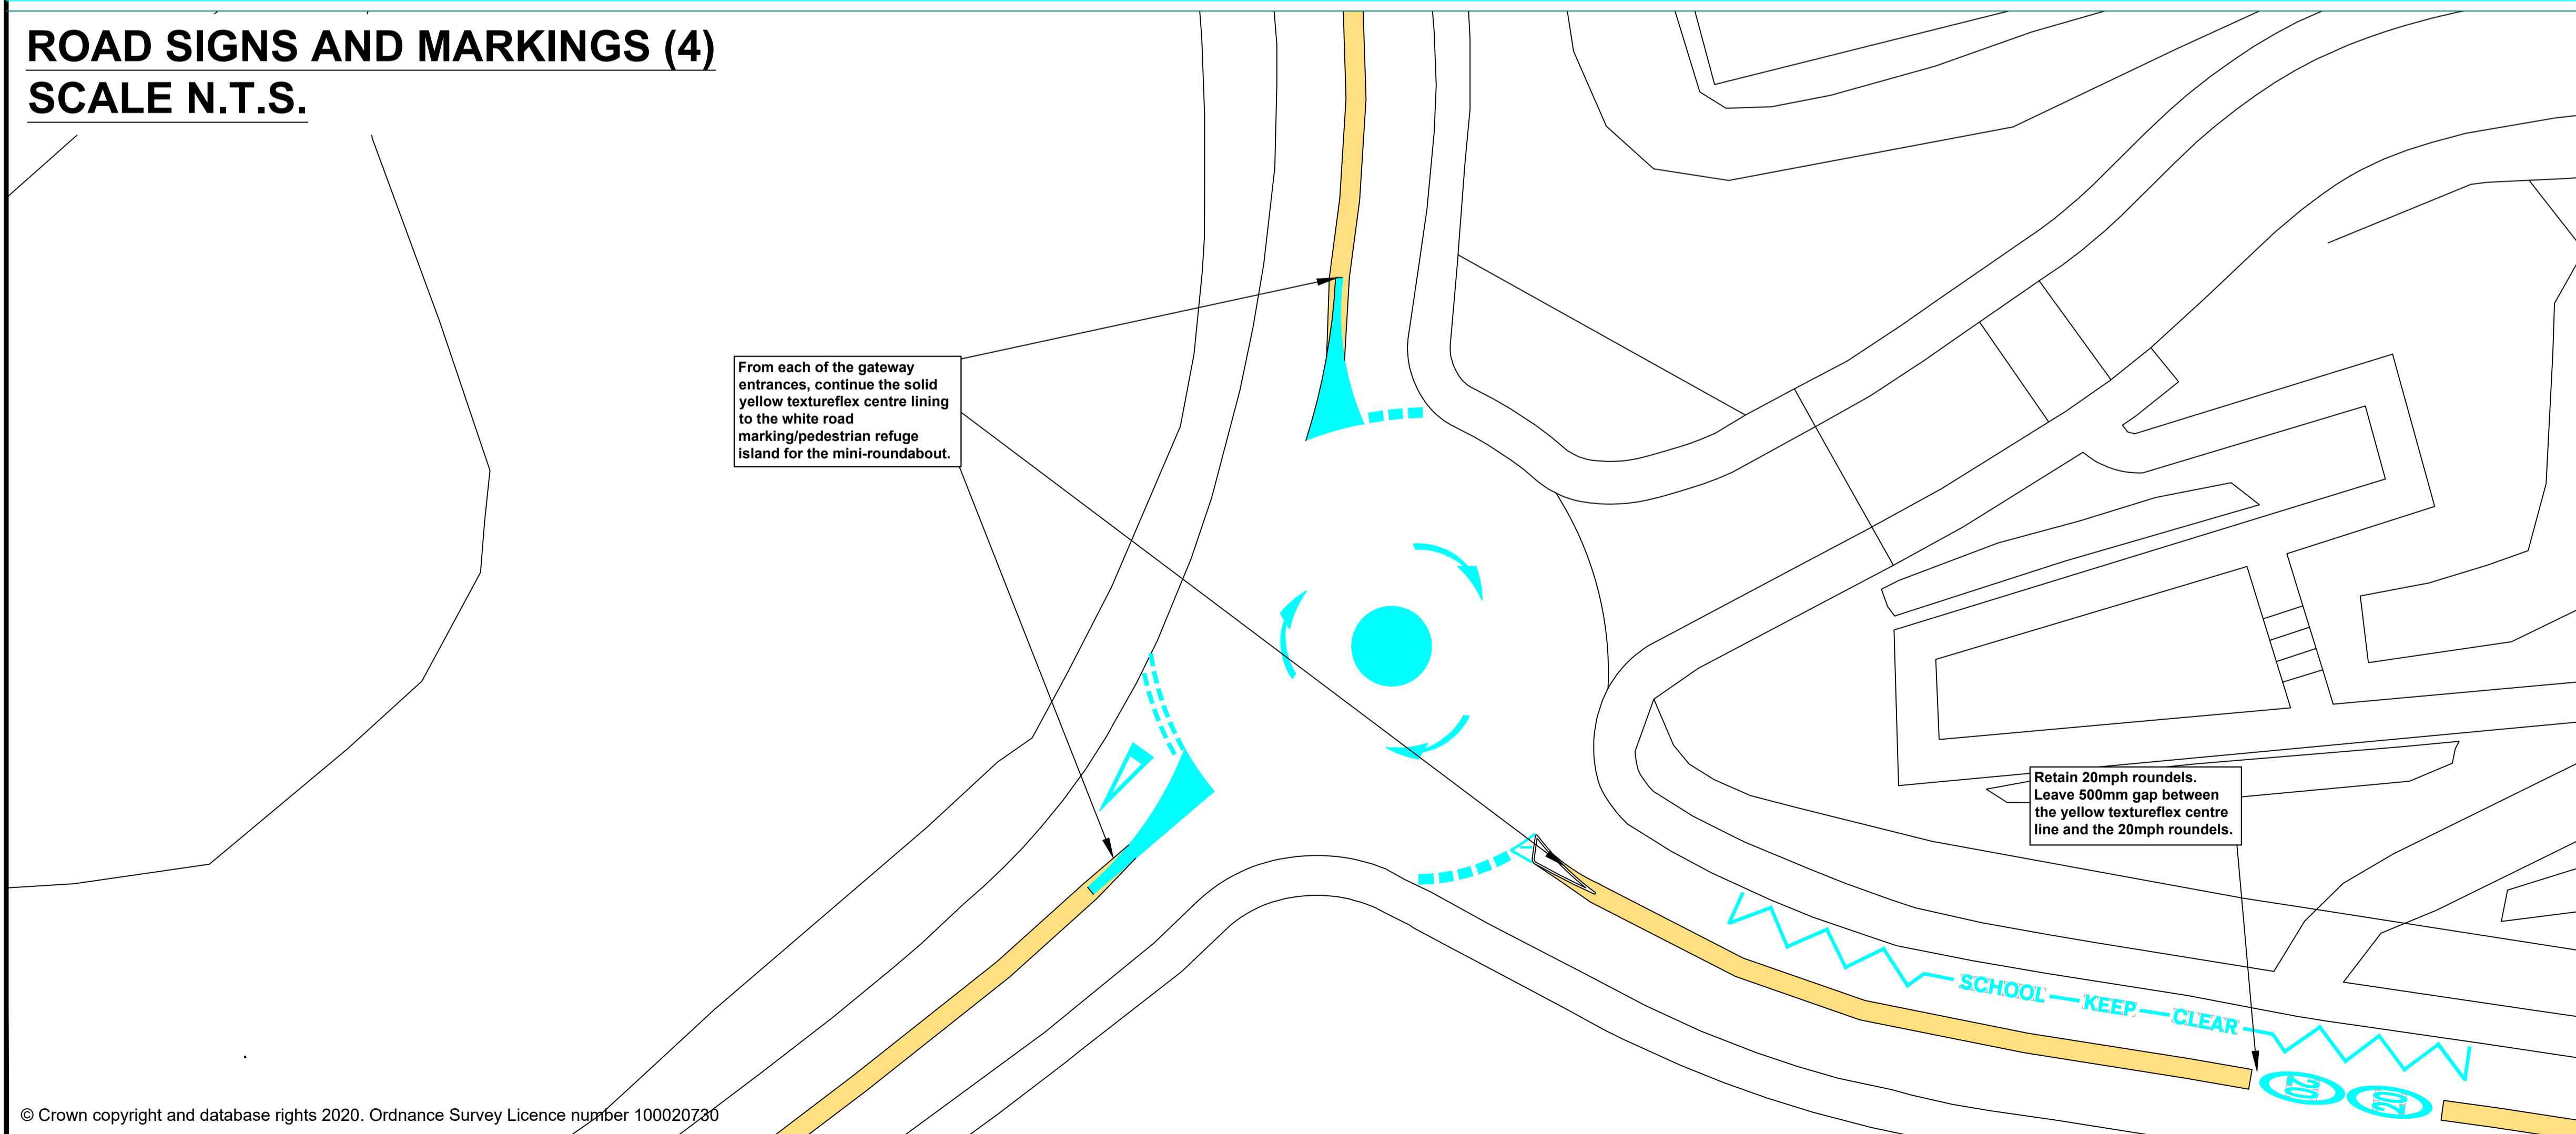 ROAD SIGNS AND MARKINGS (4)
SCALE N.T.S.
From each of the gateway
entrances, continue the solid
yellow textureflex centre lining
to the white road
marking/pedestrian refuge
island for the mini-roundabout.
Retain 20mph roundels.
Leave 500mm gap between
the yellow textureflex centre
line and the 20mph roundels.
SCHOOL KEEP CLEAR
20 20
© Crown copyright and database rights 2020. Ordnance Survey Licence number 100020730